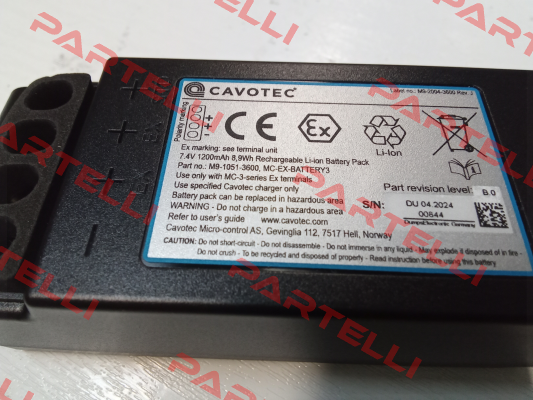 CAVOTEC
Label no.: M9-2004-3600 Rev. J
Polarity marking
Ex
Li-Ion
Ex marking: see terminal unit
7.4V 1200mAh 8,9Wh Rechargeable Li-Ion Battery Pack
Part no.: M9-1051-3600, MC-EX-BATTERY3
Use only with MC-3-series Ex terminals
Use specified Cavotec charger only
Battery pack can be replaced in hazardous area
WARNING - Do not charge in hazardous area
Refer to user's guide www.cavotec.com
Cavotec Micro-control AS, Gevinglia 112, 7517 Hell, Norway
Part revision level: B.0
S/N: DU 04 2024
00844
Germany
CAUTION: Do not short-circuit - Do not disassemble - Do not immerse in any liquid - May explode if disposed of in fire
Do not crush - To be recycled and disposed of properly - Read instruction before using this battery
PARTELLI
PARTELLI
PARTELLI
PARTELLI